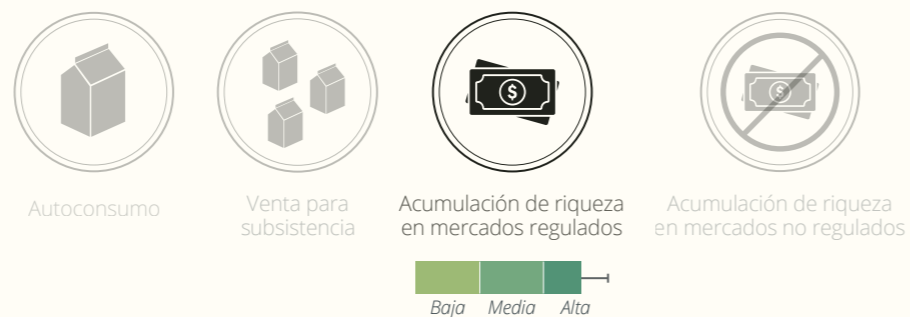 $
$
Autoconsumo
Venta para
subsistencia
Acumulación de riqueza
en mercados regulados
Acumulación de riqueza
en mercados no regulados
Baja Media Alta